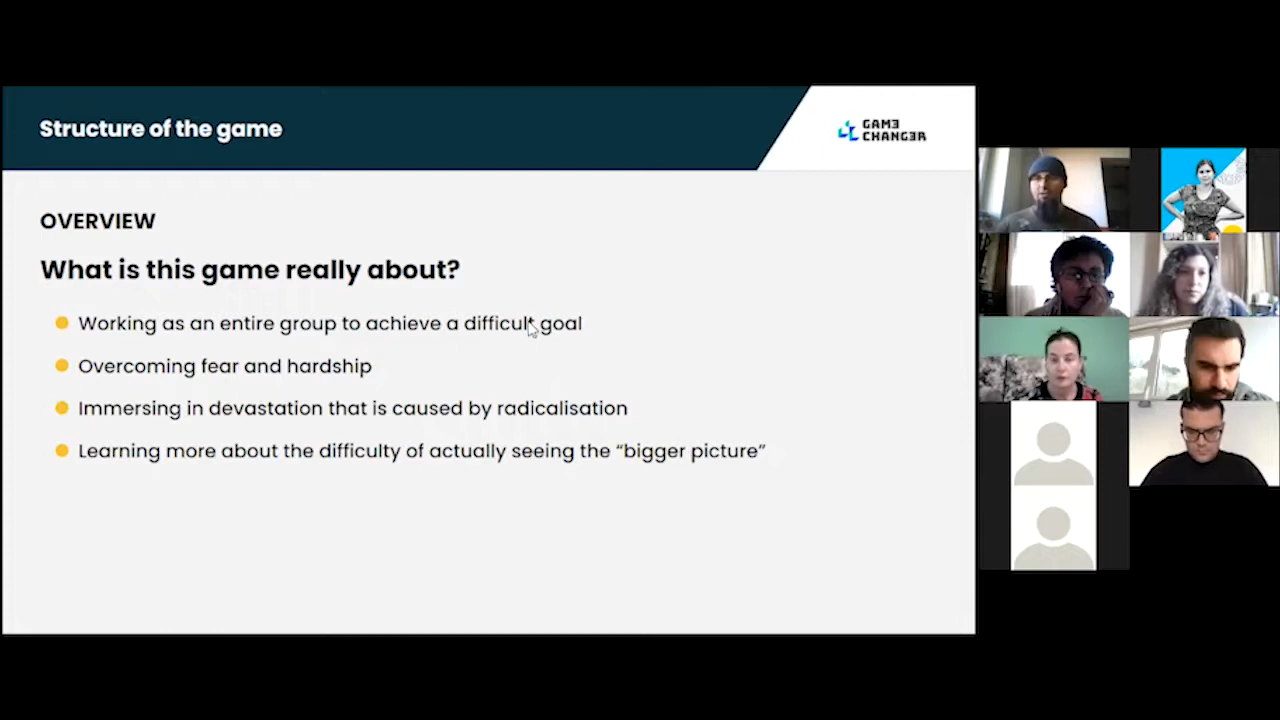 Structure of the game
GAMƎ
CHANGƎR
OVERVIEW
What is this game really about?
Working as an entire group to achieve a difficult goal
Overcoming fear and hardship
Immersing in devastation that is caused by radicalisation
Learning more about the difficulty of actually seeing the “bigger picture”